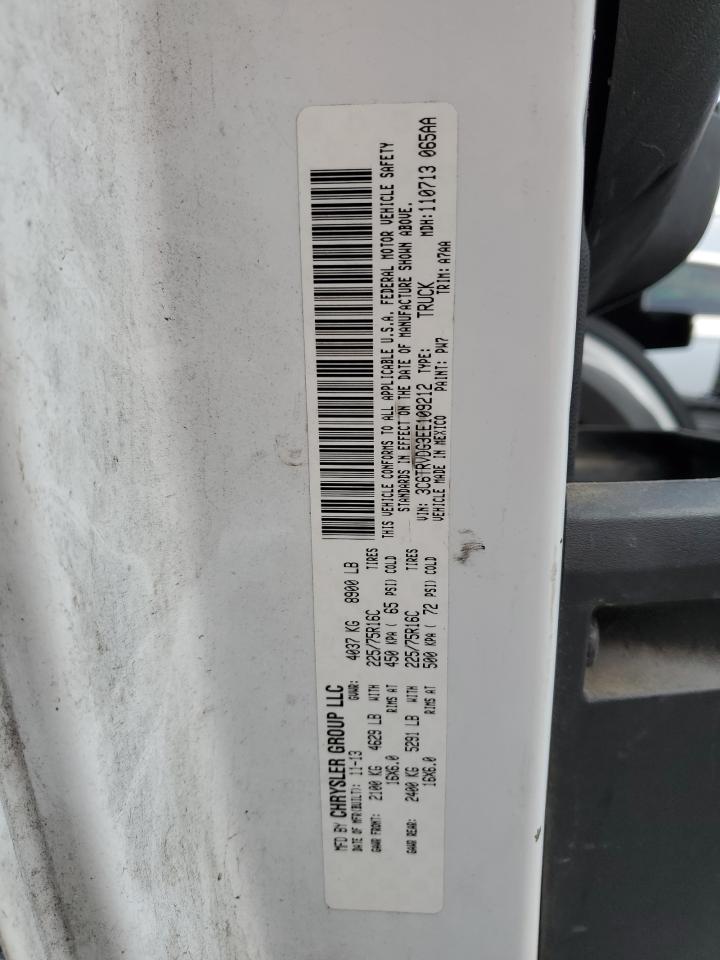 MFD BY CHRYSLER GROUP LLC
DATE OF MFR(BUILT): 11-13 GVWR: 4037 KG 8900 LB
GAWR FRONT: 2100 KG 4629 LB WITH 225/75R16C TIRES
16X6.0 RIMS AT 450 KPA ( 65 PSI) COLD
GAWR REAR: 2400 KG 5291 LB WITH 225/75R16C TIRES
16X6.0 RIMS AT 500 KPA ( 72 PSI) COLD
THIS VEHICLE CONFORMS TO ALL APPLICABLE U.S.A. FEDERAL MOTOR VEHICLE SAFETY
STANDARDS IN EFFECT ON THE DATE OF MANUFACTURE SHOWN ABOVE.
VIN: 3C6TRVDG3EE109212 TYPE: TRUCK MDH: 110713 065AA
VEHICLE MADE IN MEXICO PAINT: PW7 TRIM: A7AA